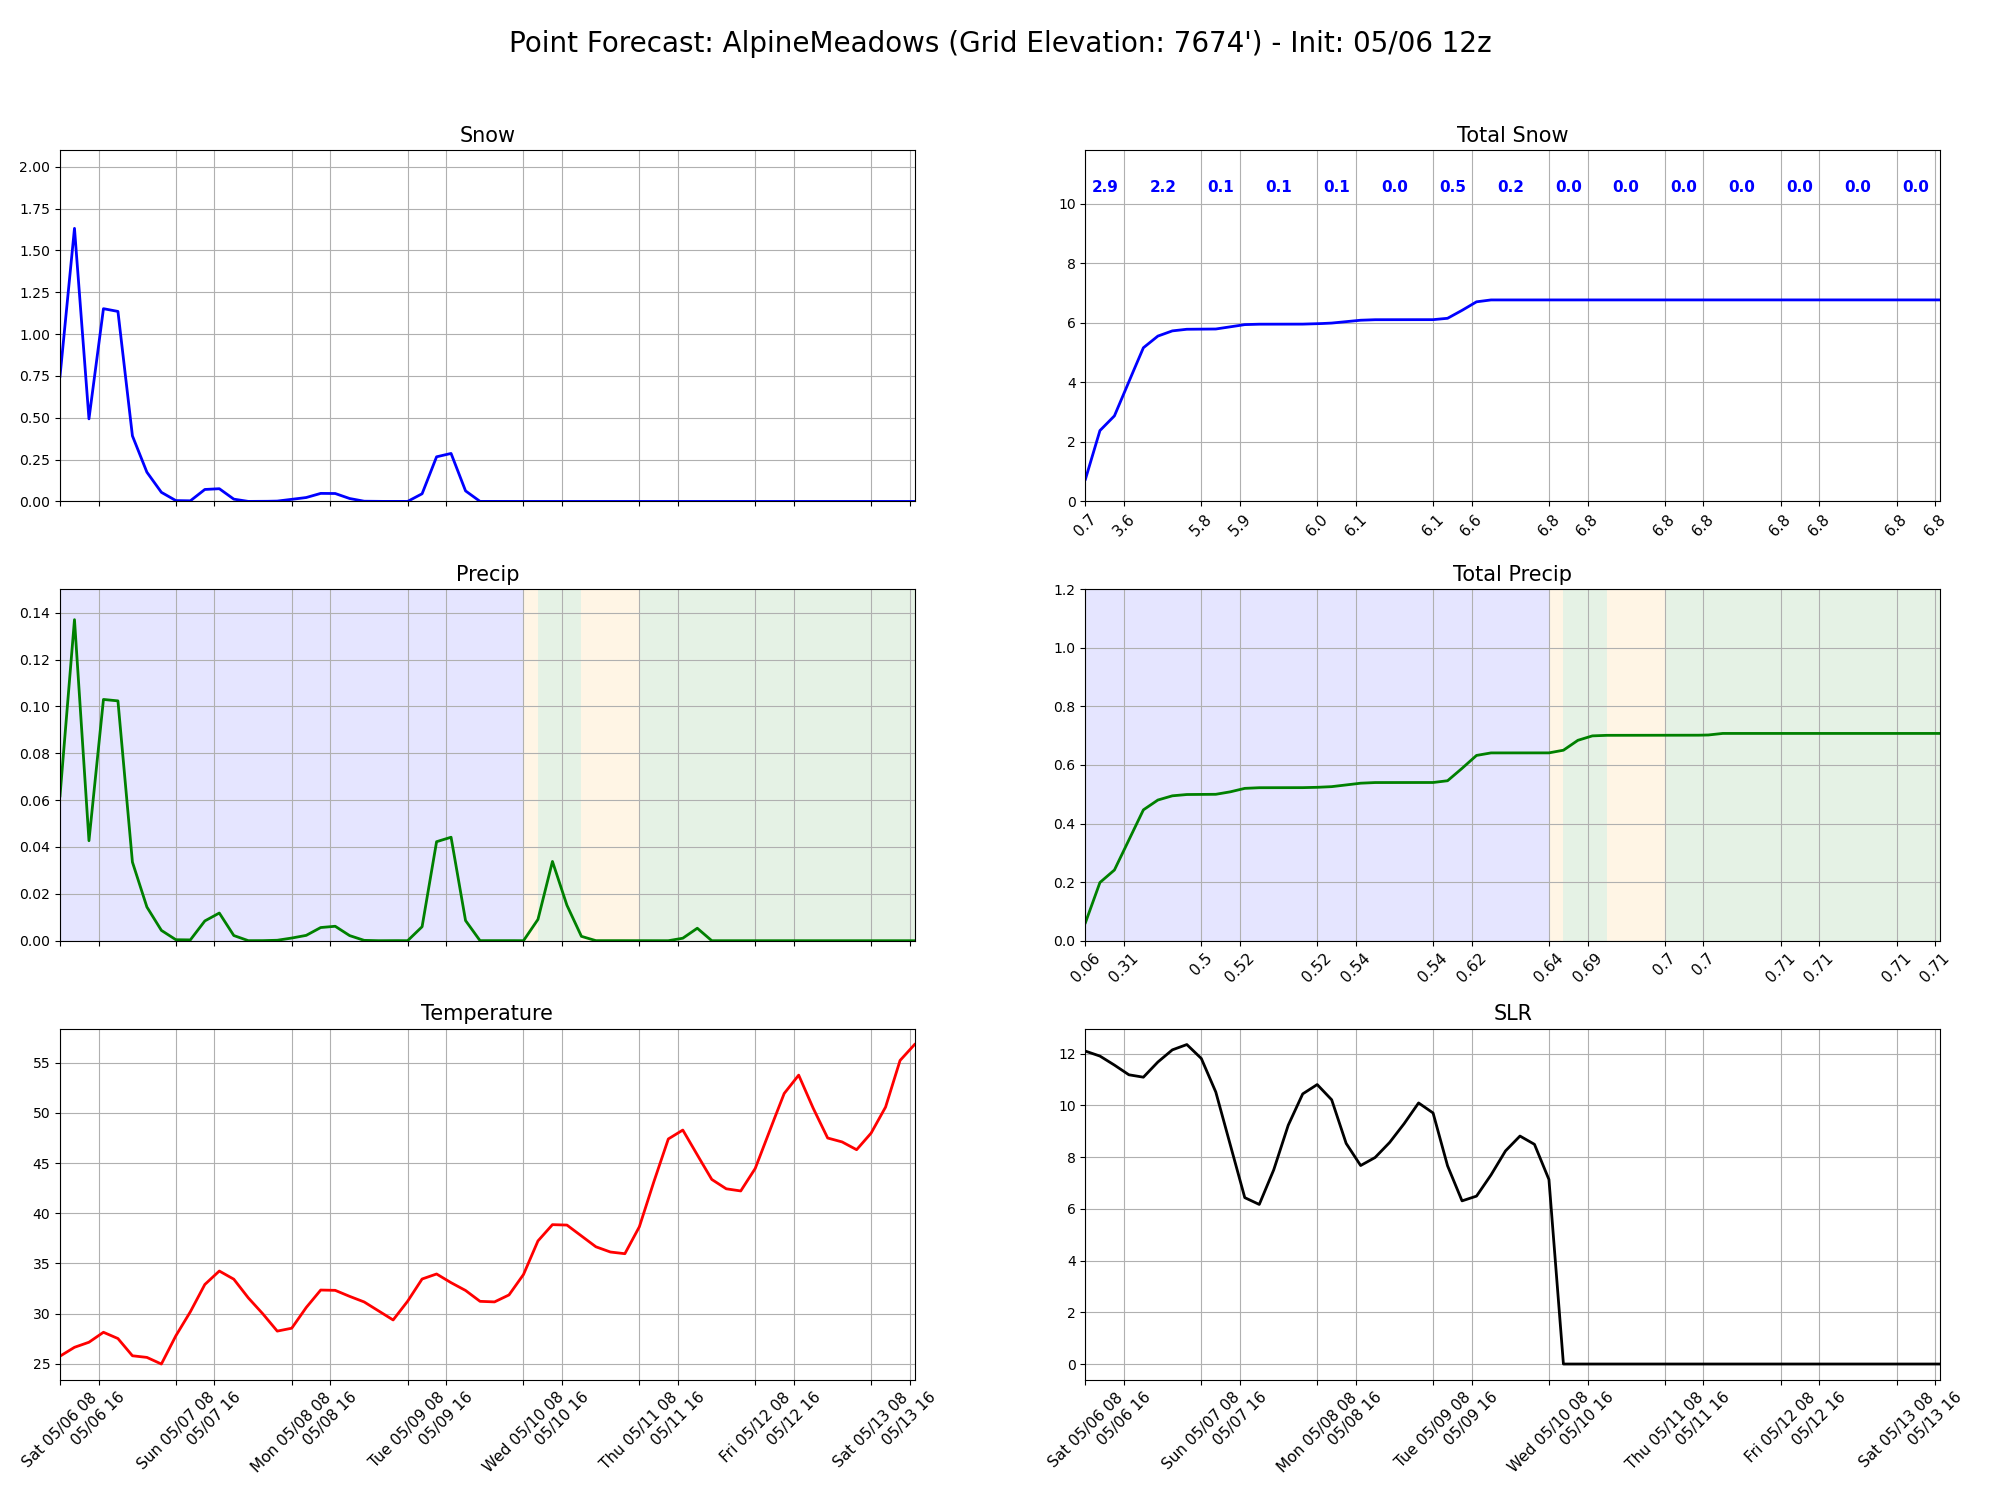 Point Forecast: AlpineMeadows (Grid Elevation: 7674') - Init: 05/06 12z
Snow
2.00
1.75
1.50
1.25
1.00
0.75
0.50
0.25
0.00
Total Snow
2.9 2.2 0.1 0.1 0.1 0.0 0.5 0.2 0.0 0.0 0.0 0.0 0.0 0.0 0.0
10
8
6
4
2
0
0.7 3.6 5.8 5.9 6.0 6.1 6.1 6.6 6.8 6.8 6.8 6.8 6.8 6.8 6.8 6.8
Precip
0.14
0.12
0.10
0.08
0.06
0.04
0.02
0.00
Total Precip
1.2
1.0
0.8
0.6
0.4
0.2
0.0
0.06 0.31 0.5 0.52 0.52 0.54 0.54 0.62 0.64 0.69 0.7 0.7 0.71 0.71 0.71 0.71
Temperature
55
50
45
40
35
30
25
Sat 05/06 08
05/06 16
Sun 05/07 08
05/07 16
Mon 05/08 08
05/08 16
Tue 05/09 08
05/09 16
Wed 05/10 08
05/10 16
Thu 05/11 08
05/11 16
Fri 05/12 08
05/12 16
Sat 05/13 08
05/13 16
SLR
12
10
8
6
4
2
0
Sat 05/06 08
05/06 16
Sun 05/07 08
05/07 16
Mon 05/08 08
05/08 16
Tue 05/09 08
05/09 16
Wed 05/10 08
05/10 16
Thu 05/11 08
05/11 16
Fri 05/12 08
05/12 16
Sat 05/13 08
05/13 16